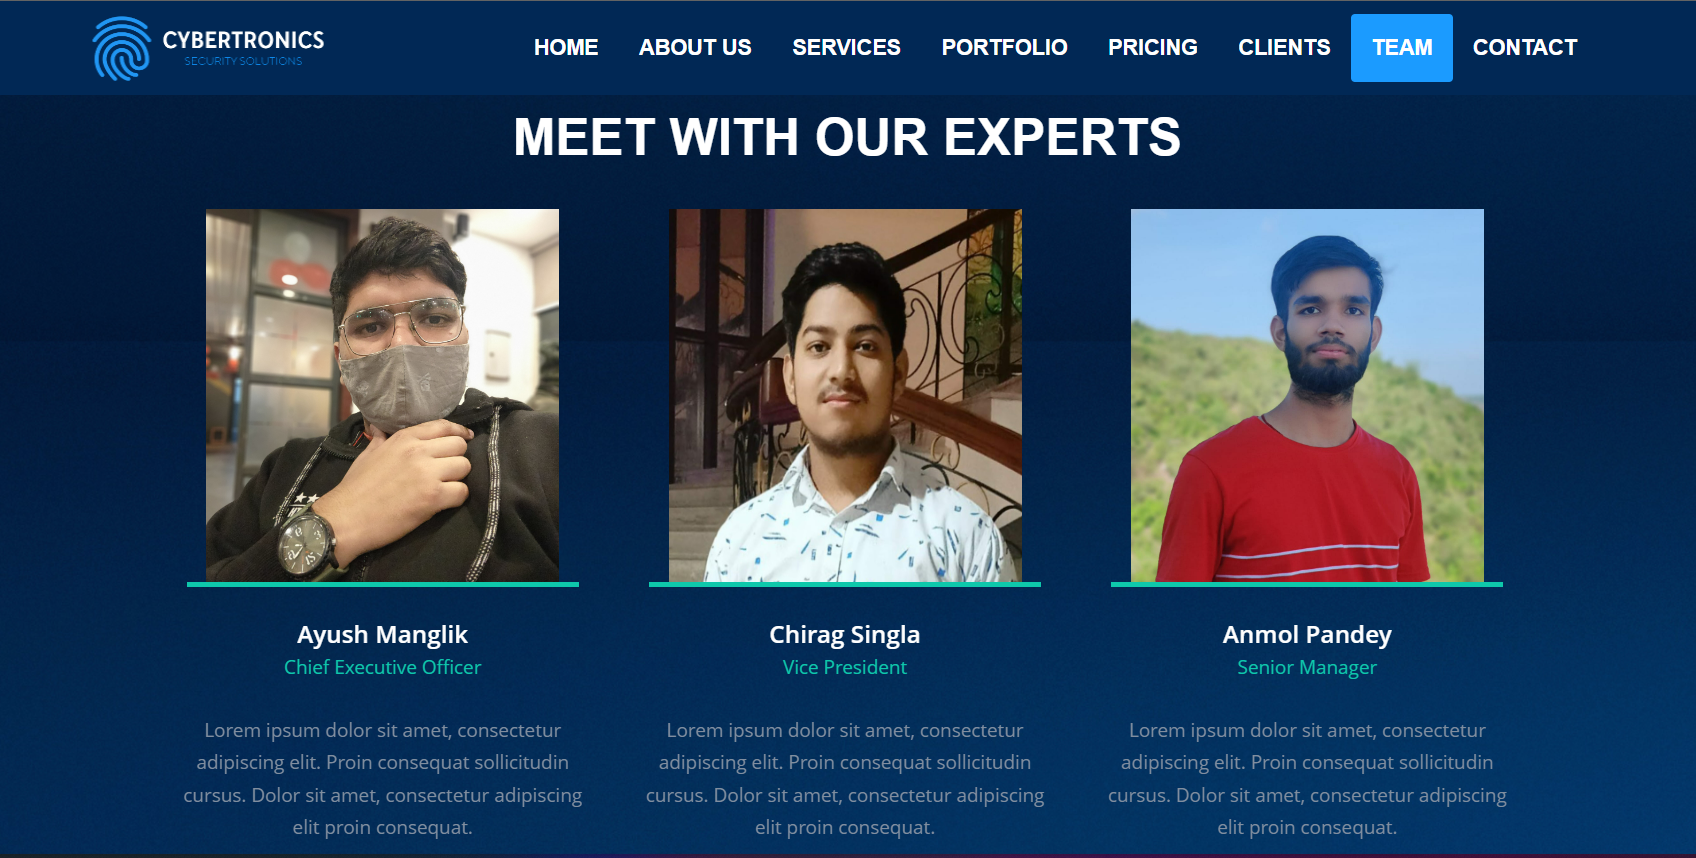 CYBERTRONICS
SECURITY SOLUTIONS
HOME ABOUT US SERVICES PORTFOLIO PRICING CLIENTS TEAM CONTACT
MEET WITH OUR EXPERTS
Ayush Manglik
Chief Executive Officer
Lorem ipsum dolor sit amet, consectetur
adipiscing elit. Proin consequat sollicitudin
cursus. Dolor sit amet, consectetur adipiscing
elit proin consequat.
Chirag Singla
Vice President
Lorem ipsum dolor sit amet, consectetur
adipiscing elit. Proin consequat sollicitudin
cursus. Dolor sit amet, consectetur adipiscing
elit proin consequat.
Anmol Pandey
Senior Manager
Lorem ipsum dolor sit amet, consectetur
adipiscing elit. Proin consequat sollicitudin
cursus. Dolor sit amet, consectetur adipiscing
elit proin consequat.